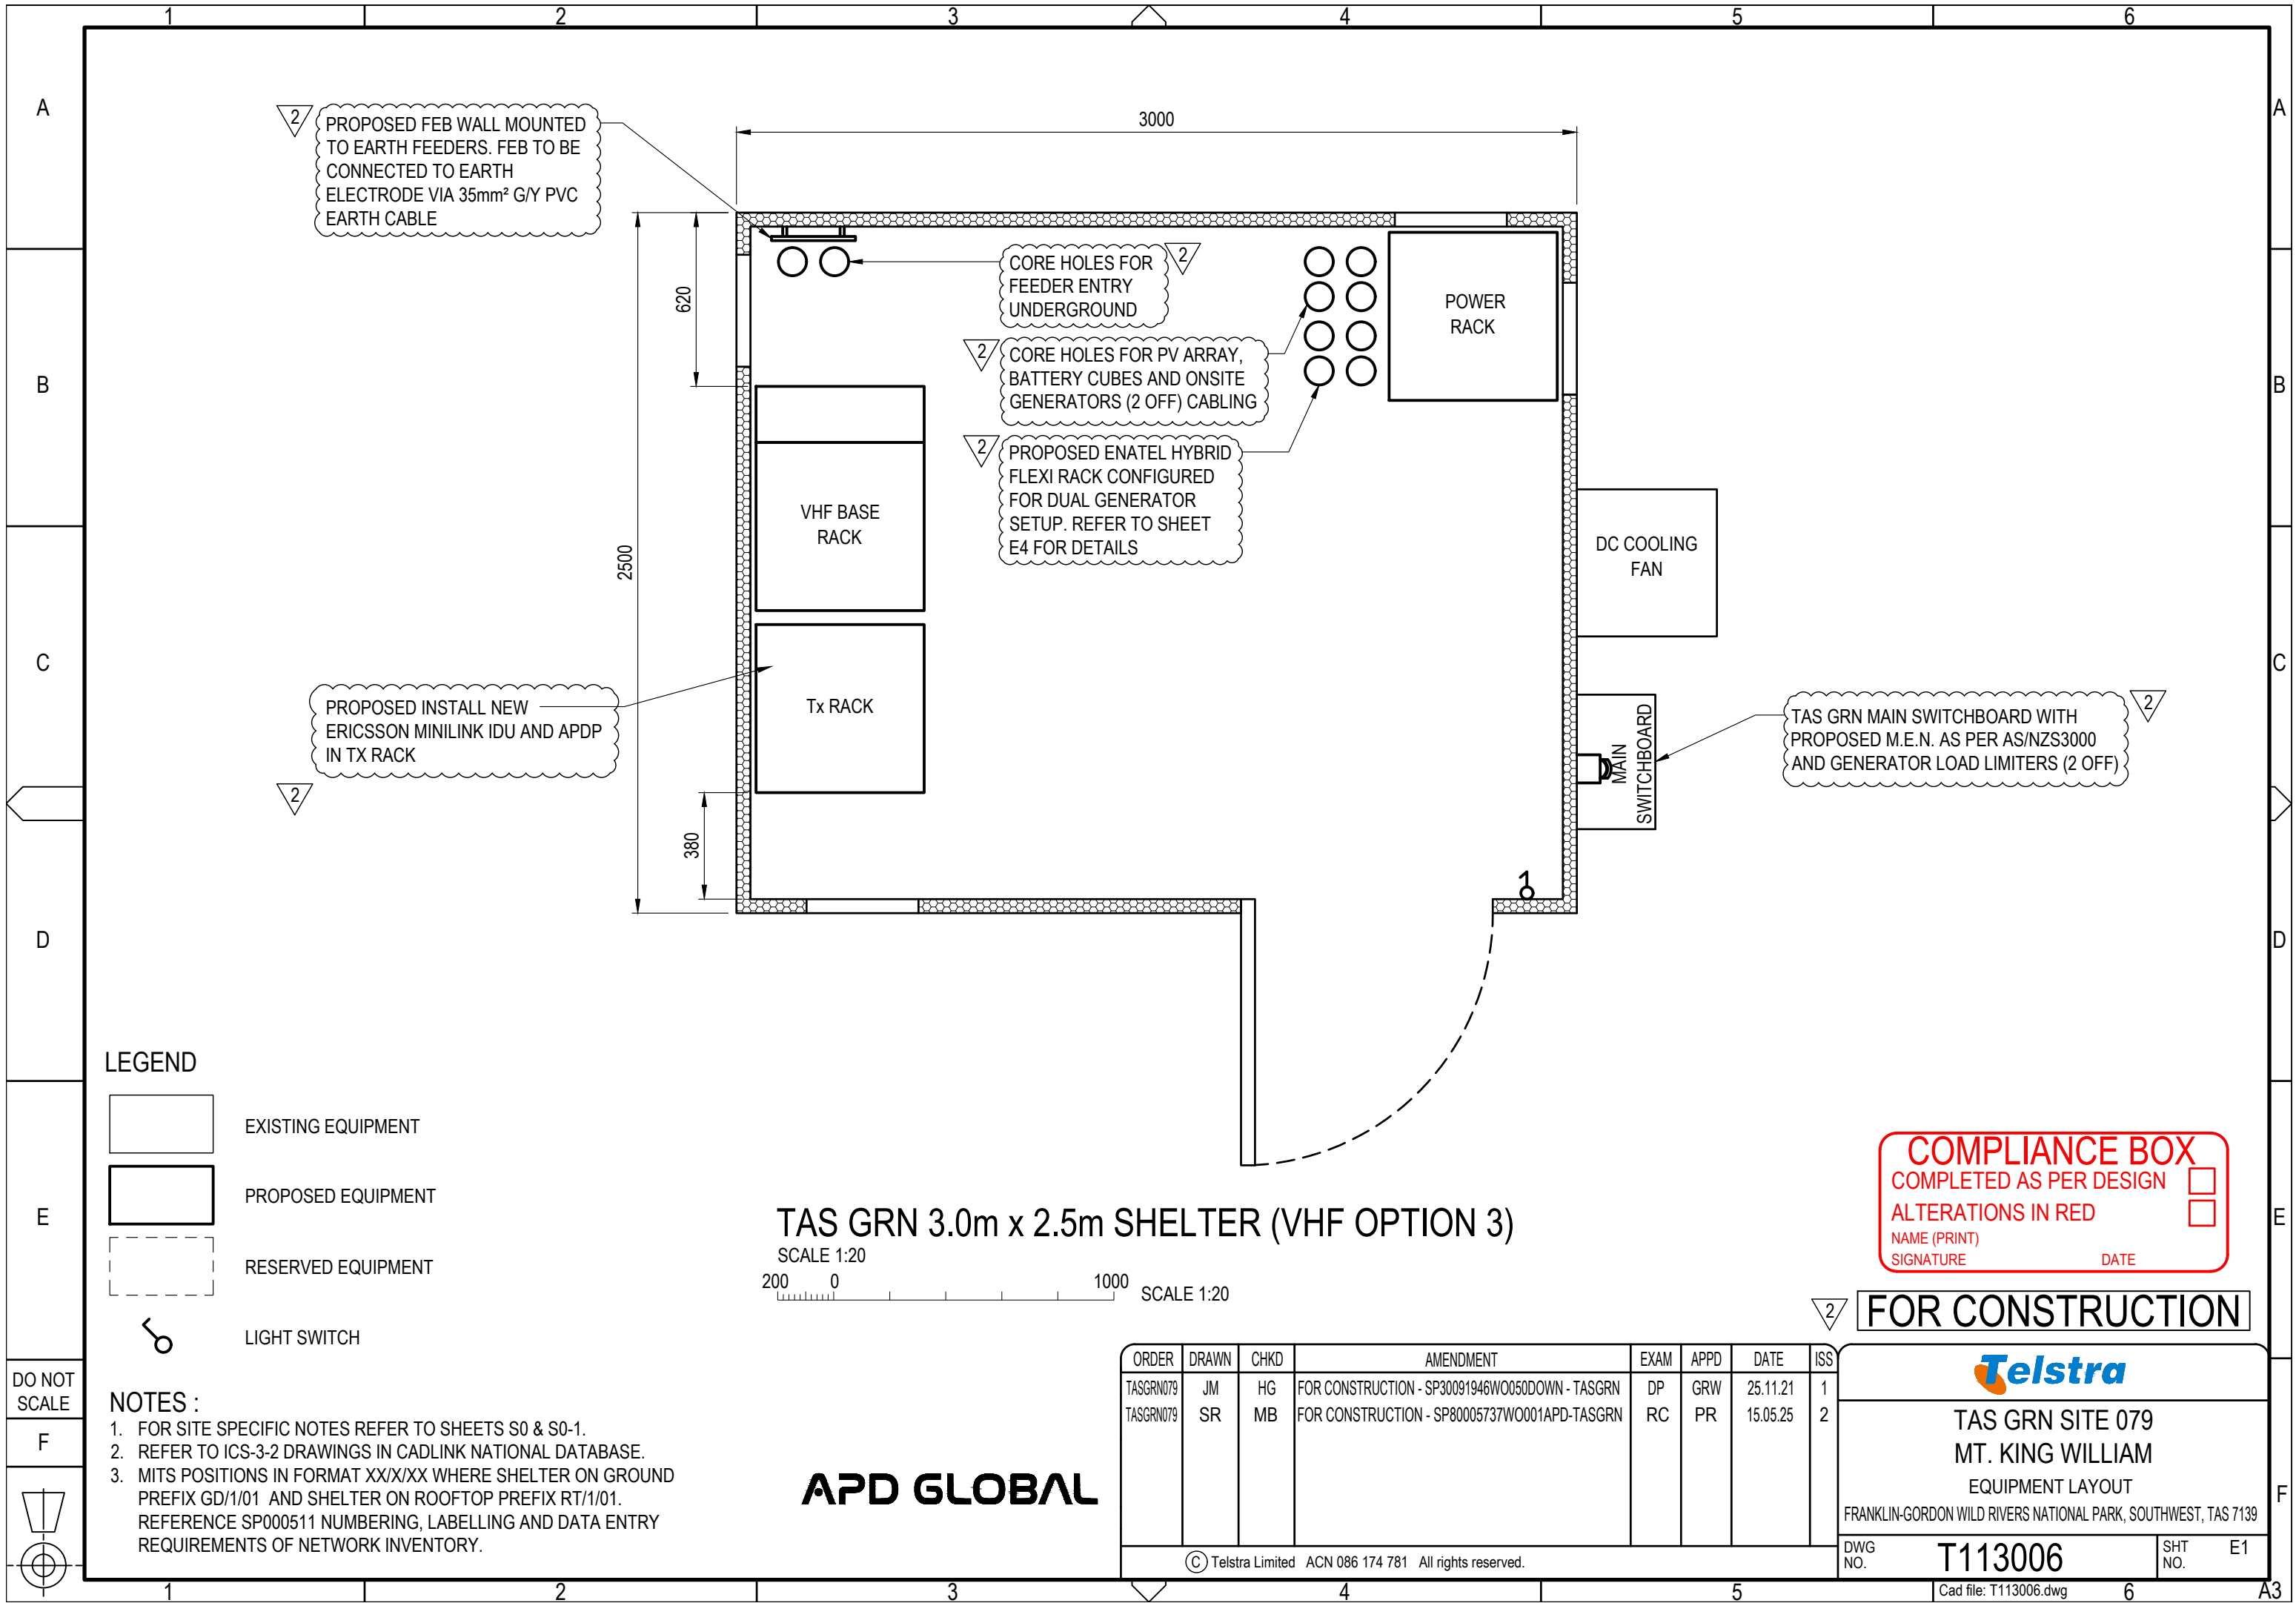 1 2 3 4 5 6
A
B
C
D
E
F
DO NOT
SCALE
A
B
C
D
E
F
2
PROPOSED FEB WALL MOUNTED
TO EARTH FEEDERS. FEB TO BE
CONNECTED TO EARTH
ELECTRODE VIA 35mm² G/Y PVC
EARTH CABLE
3000
620
2500
380
CORE HOLES FOR
FEEDER ENTRY
UNDERGROUND
2
2
CORE HOLES FOR PV ARRAY,
BATTERY CUBES AND ONSITE
GENERATORS (2 OFF) CABLING
2
PROPOSED ENATEL HYBRID
FLEXI RACK CONFIGURED
FOR DUAL GENERATOR
SETUP. REFER TO SHEET
E4 FOR DETAILS
POWER
RACK
VHF BASE
RACK
DC COOLING
FAN
Tx RACK
PROPOSED INSTALL NEW
ERICSSON MINILINK IDU AND APDP
IN TX RACK
2
MAIN
SWITCHBOARD
TAS GRN MAIN SWITCHBOARD WITH
PROPOSED M.E.N. AS PER AS/NZS3000
AND GENERATOR LOAD LIMITERS (2 OFF)
2
1
LEGEND
EXISTING EQUIPMENT
PROPOSED EQUIPMENT
RESERVED EQUIPMENT
LIGHT SWITCH
NOTES :
1. FOR SITE SPECIFIC NOTES REFER TO SHEETS S0 & S0-1.
2. REFER TO ICS-3-2 DRAWINGS IN CADLINK NATIONAL DATABASE.
3. MITS POSITIONS IN FORMAT XX/X/XX WHERE SHELTER ON GROUND
PREFIX GD/1/01 AND SHELTER ON ROOFTOP PREFIX RT/1/01.
REFERENCE SP000511 NUMBERING, LABELLING AND DATA ENTRY
REQUIREMENTS OF NETWORK INVENTORY.
TAS GRN 3.0m x 2.5m SHELTER (VHF OPTION 3)
SCALE 1:20
200 0 1000 SCALE 1:20
COMPLIANCE BOX
COMPLETED AS PER DESIGN
ALTERATIONS IN RED
NAME (PRINT)
SIGNATURE DATE
2 FOR CONSTRUCTION
APD GLOBAL
ORDER DRAWN CHKD AMENDMENT EXAM APPD DATE ISS
TASGRN079 JM HG FOR CONSTRUCTION - SP30091946WO050DOWN - TASGRN DP GRW 25.11.21 1
TASGRN079 SR MB FOR CONSTRUCTION - SP80005737WO001APD-TASGRN RC PR 15.05.25 2
C Telstra Limited ACN 086 174 781 All rights reserved.
Telstra
TAS GRN SITE 079
MT. KING WILLIAM
EQUIPMENT LAYOUT
FRANKLIN-GORDON WILD RIVERS NATIONAL PARK, SOUTHWEST, TAS 7139
DWG
NO.
T113006
SHT
NO.
E1
Cad file: T113006.dwg
1 2 3 4 5 6
A3